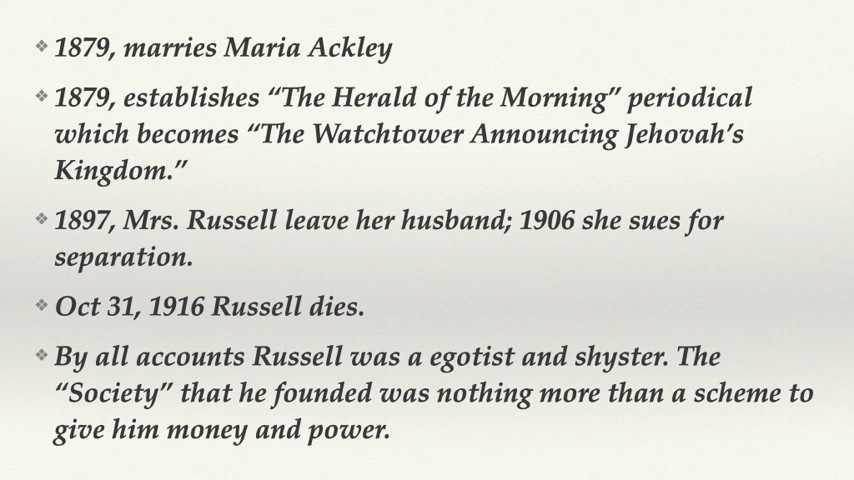 ❖ 1879, marries Maria Ackley
❖ 1879, establishes “The Herald of the Morning” periodical
which becomes “The Watchtower Announcing Jehovah’s
Kingdom.”
❖ 1897, Mrs. Russell leave her husband; 1906 she sues for
separation.
❖ Oct 31, 1916 Russell dies.
❖ By all accounts Russell was a egotist and shyster. The
“Society” that he founded was nothing more than a scheme to
give him money and power.